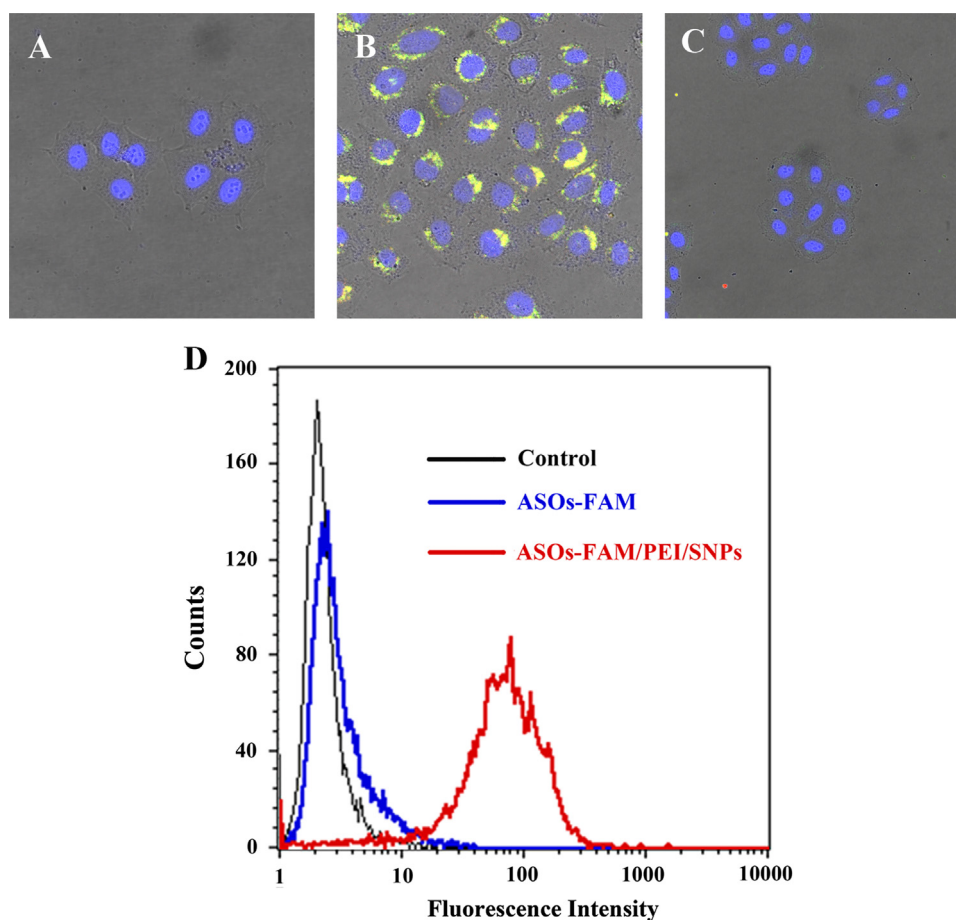 A
B
C
D
200
160
120
80
40
0
Counts
Control
ASOs-FAM
ASOs-FAM/PEI/SNPs
1
10
100
1000
10000
Fluorescence Intensity